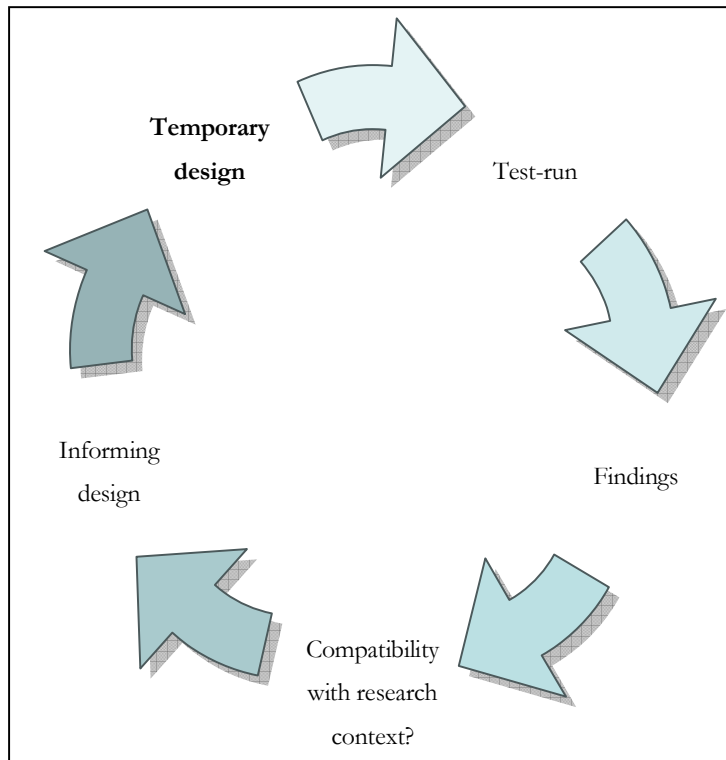 Temporary
design
Test-run
Findings
Compatibility
with research
context?
Informing
design